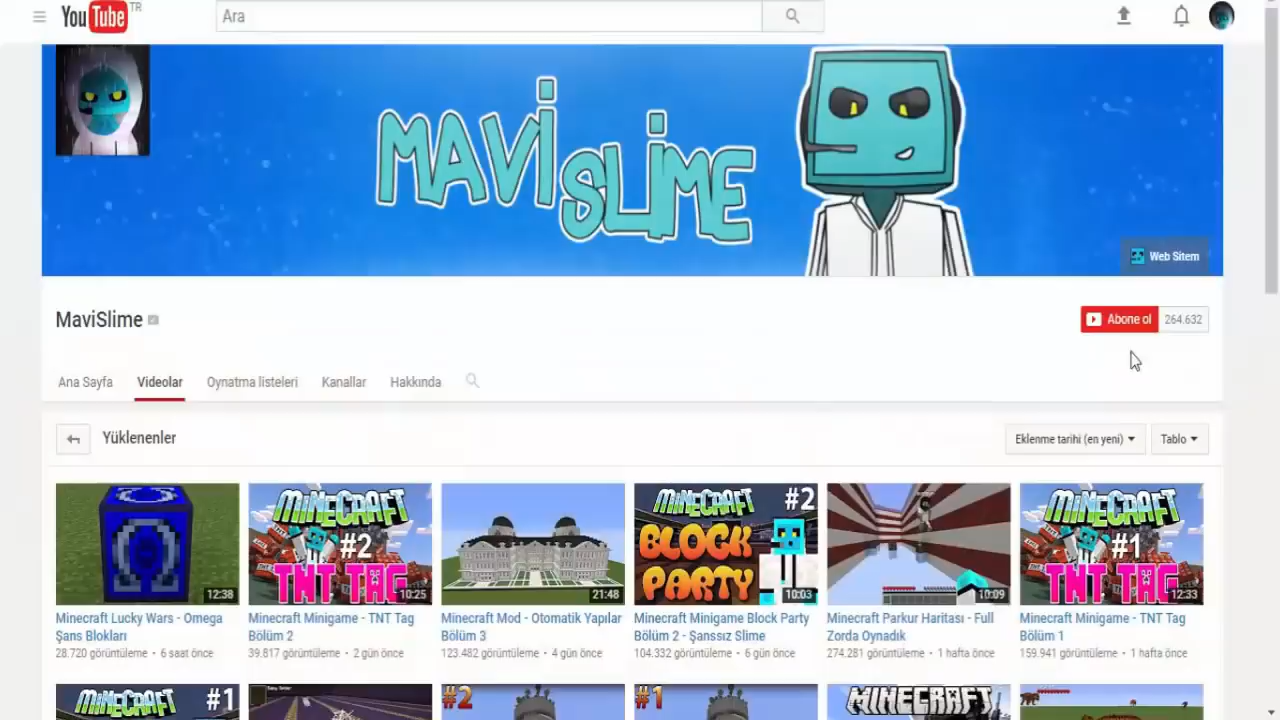 YouTube TR
Ara
MAVİSLİME
Web Sitem
MaviSlime
Abone ol 264.632
Ana Sayfa Videolar Oynatma listeleri Kanallar Hakkında
Yüklenenler
Eklenme tarihi (en yeni) Tablo
12:38
MINECRAFT
#2
TNT TAG
10:25
21:48
MINECRAFT #2
BLOCK
PARTY
10:03
10:09
MINECRAFT
#1
TNT TAG
12:33
Minecraft Lucky Wars - Omega
Şans Blokları
28.720 görüntüleme • 6 saat önce
Minecraft Minigame - TNT Tag
Bölüm 2
39.817 görüntüleme • 2 gün önce
Minecraft Mod - Otomatik Yapılar
Bölüm 3
123.482 görüntüleme • 4 gün önce
Minecraft Minigame Block Party
Bölüm 2 - Şanssız Slime
104.332 görüntüleme • 6 gün önce
Minecraft Parkur Haritası - Full
Zorda Oynadık
274.281 görüntüleme • 1 hafta önce
Minecraft Minigame - TNT Tag
Bölüm 1
159.941 görüntüleme • 1 hafta önce
MINECRAFT #1
#2
#1
MINECRAFT